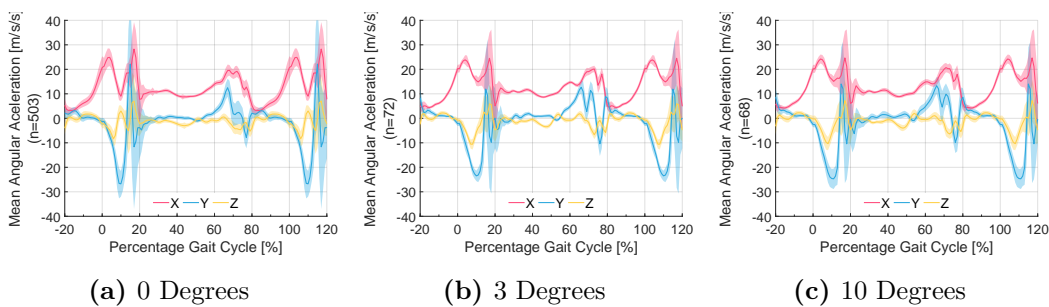 Mean Angular Aceleration [m/s/s]
(n=503)
40
30
20
10
0
-10
-20
-30
-40
X Y Z
-20 0 20 40 60 80 100 120
Percentage Gait Cycle [%]
(a) 0 Degrees
Mean Angular Aceleration [m/s/s]
(n=72)
40
30
20
10
0
-10
-20
-30
-40
X Y Z
-20 0 20 40 60 80 100 120
Percentage Gait Cycle [%]
(b) 3 Degrees
Mean Angular Aceleration [m/s/s]
(n=68)
40
30
20
10
0
-10
-20
-30
-40
X Y Z
-20 0 20 40 60 80 100 120
Percentage Gait Cycle [%]
(c) 10 Degrees